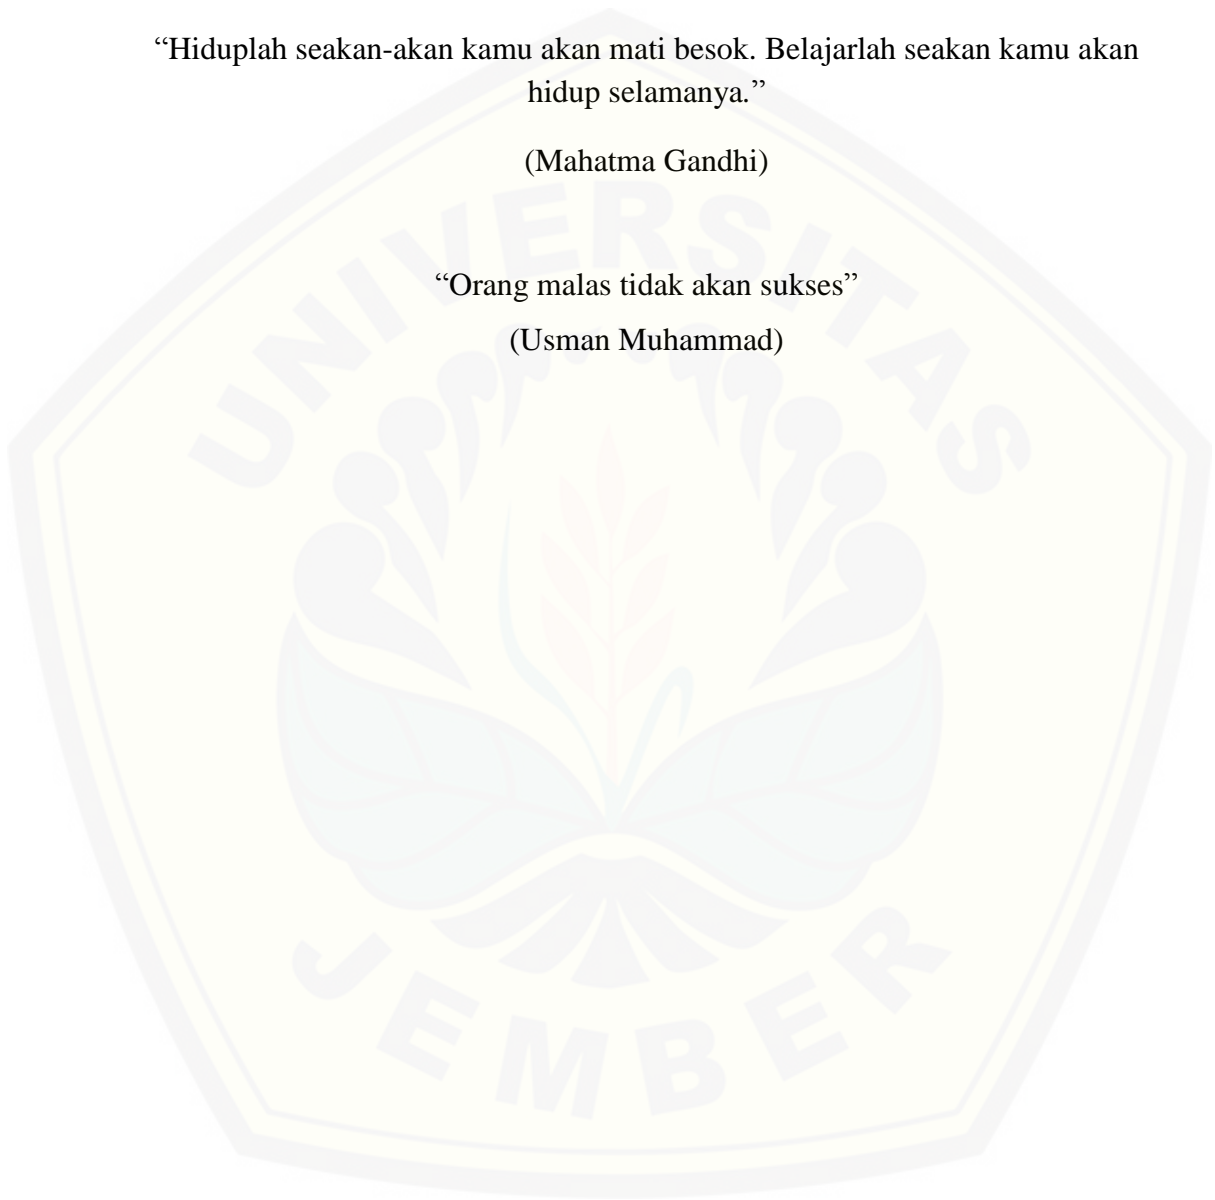 “Hiduplah seakan-akan kamu akan mati besok. Belajarlah seakan kamu akan
hidup selamanya.”
(Mahatma Gandhi)
“Orang malas tidak akan sukses”
(Usman Muhammad)
UNIVERSITAS
JEMBER